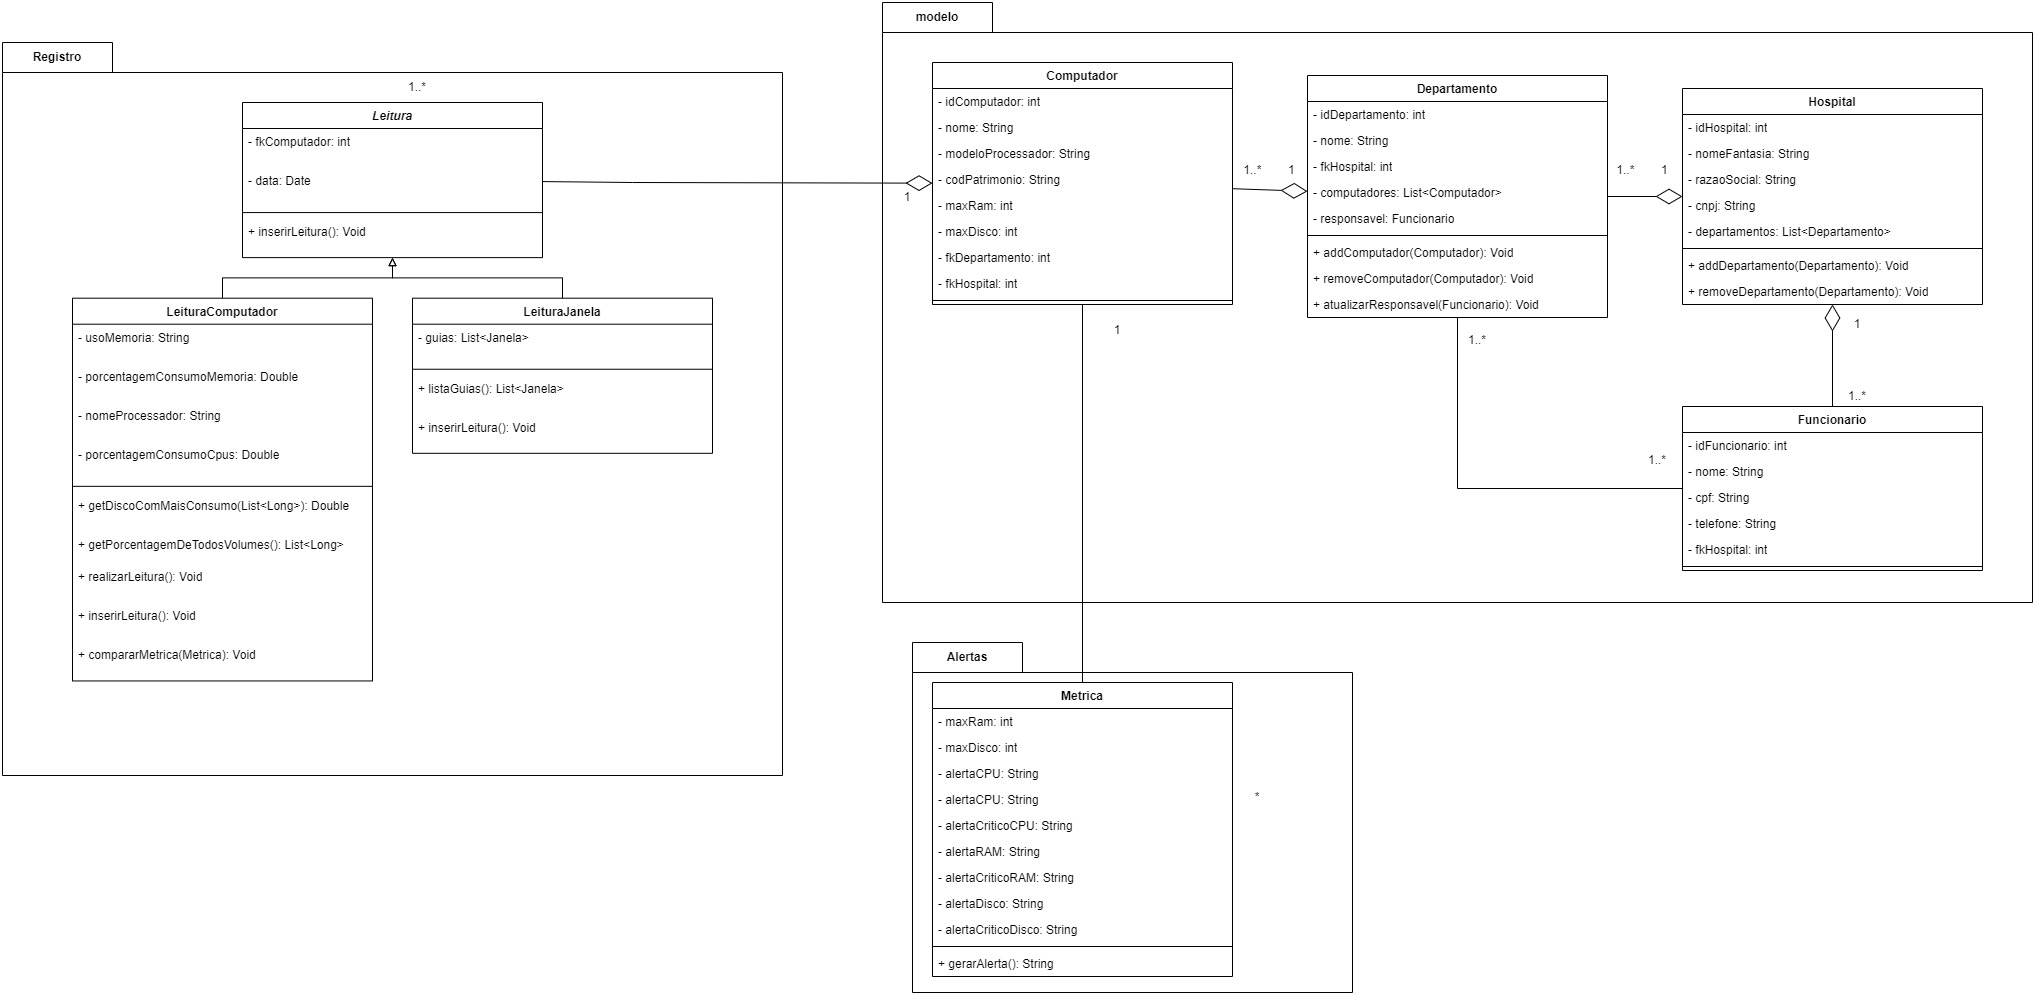 Registro
1..*
Leitura
- fkComputador: int
- data: Date
+ inserirLeitura(): Void
LeituraComputador
- usoMemoria: String
- porcentagemConsumoMemoria: Double
- nomeProcessador: String
- porcentagemConsumoCpus: Double
+ getDiscoComMaisConsumo(List<Long>): Double
+ getPorcentagemDeTodosVolumes(): List<Long>
+ realizarLeitura(): Void
+ inserirLeitura(): Void
+ compararMetrica(Metrica): Void
LeituraJanela
- guias: List<Janela>
+ listaGuias(): List<Janela>
+ inserirLeitura(): Void
modelo
1
Computador
- idComputador: int
- nome: String
- modeloProcessador: String
- codPatrimonio: String
- maxRam: int
- maxDisco: int
- fkDepartamento: int
- fkHospital: int
1
1..*
1
Departamento
- idDepartamento: int
- nome: String
- fkHospital: int
- computadores: List<Computador>
- responsavel: Funcionario
+ addComputador(Computador): Void
+ removeComputador(Computador): Void
+ atualizarResponsavel(Funcionario): Void
1..*
1..*
1
Hospital
- idHospital: int
- nomeFantasia: String
- razaoSocial: String
- cnpj: String
- departamentos: List<Departamento>
+ addDepartamento(Departamento): Void
+ removeDepartamento(Departamento): Void
1
1..*
1..*
Funcionario
- idFuncionario: int
- nome: String
- cpf: String
- telefone: String
- fkHospital: int
Alertas
Metrica
- maxRam: int
- maxDisco: int
- alertaCPU: String
- alertaCPU: String
- alertaCriticoCPU: String
- alertaRAM: String
- alertaCriticoRAM: String
- alertaDisco: String
- alertaCriticoDisco: String
+ gerarAlerta(): String
*